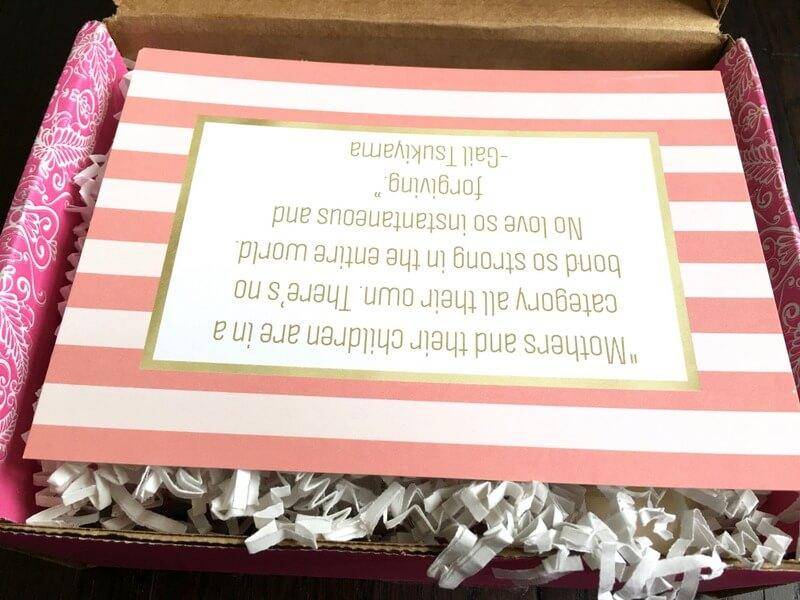 "Mothers and their children are in a
category all their own. There's no
bond so strong in the entire world.
No love so instantaneous and
forgiving."
-Gail Tsukiyama